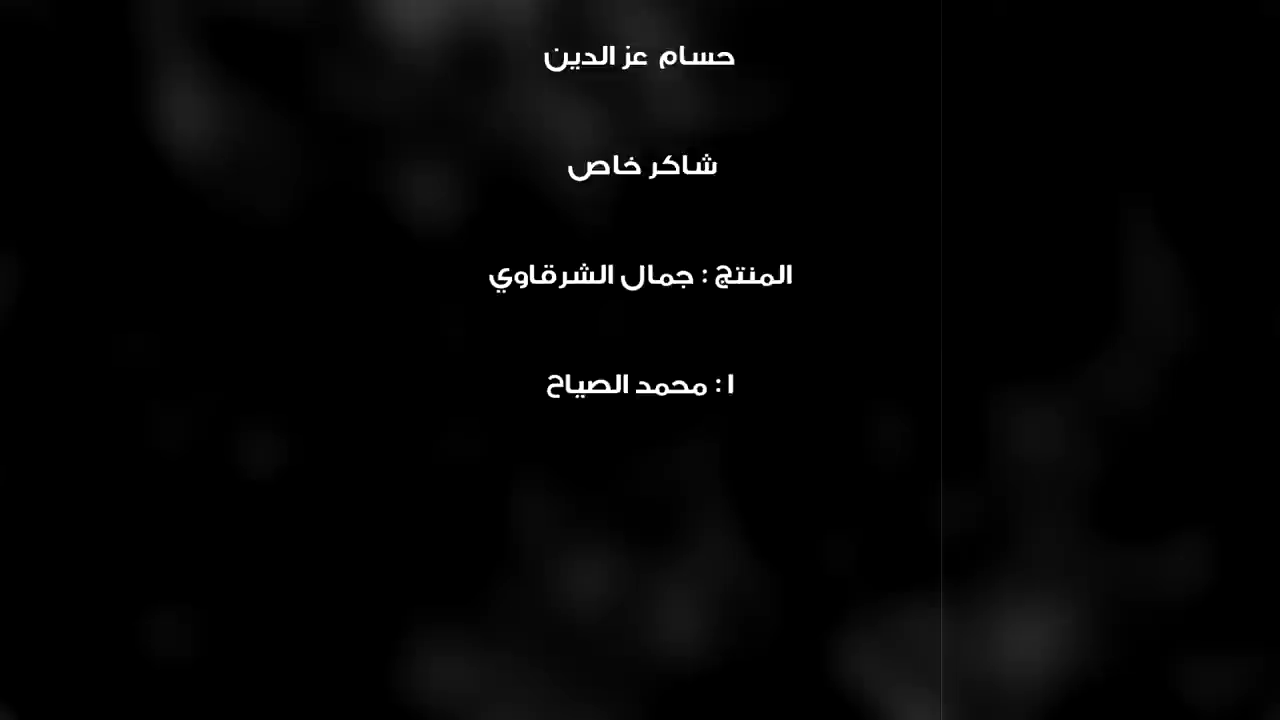 حسام عز الدين
شاكر خاص
المنتج : جمال الشرقاوي
ا : محمد الصياح